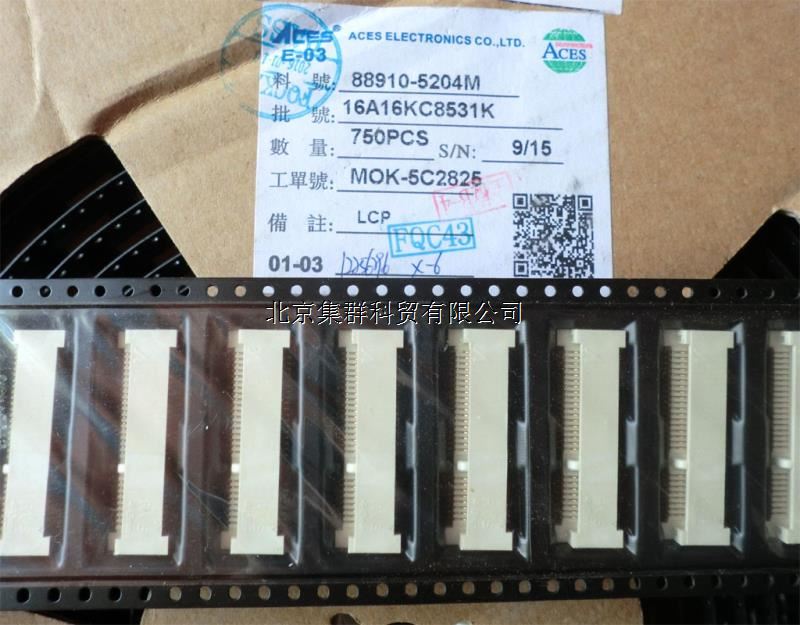 ACES® ACES ELECTRONICS CO.,LTD.
ACES
E-03
料 號: 88910-5204M
批 號: 16A16KC8531K
數 量: 750PCS S/N: 9/15
工單號: MOK-5C2825
備 註: LCP
FQC43
01-03 X-6
北京集群科贸有限公司